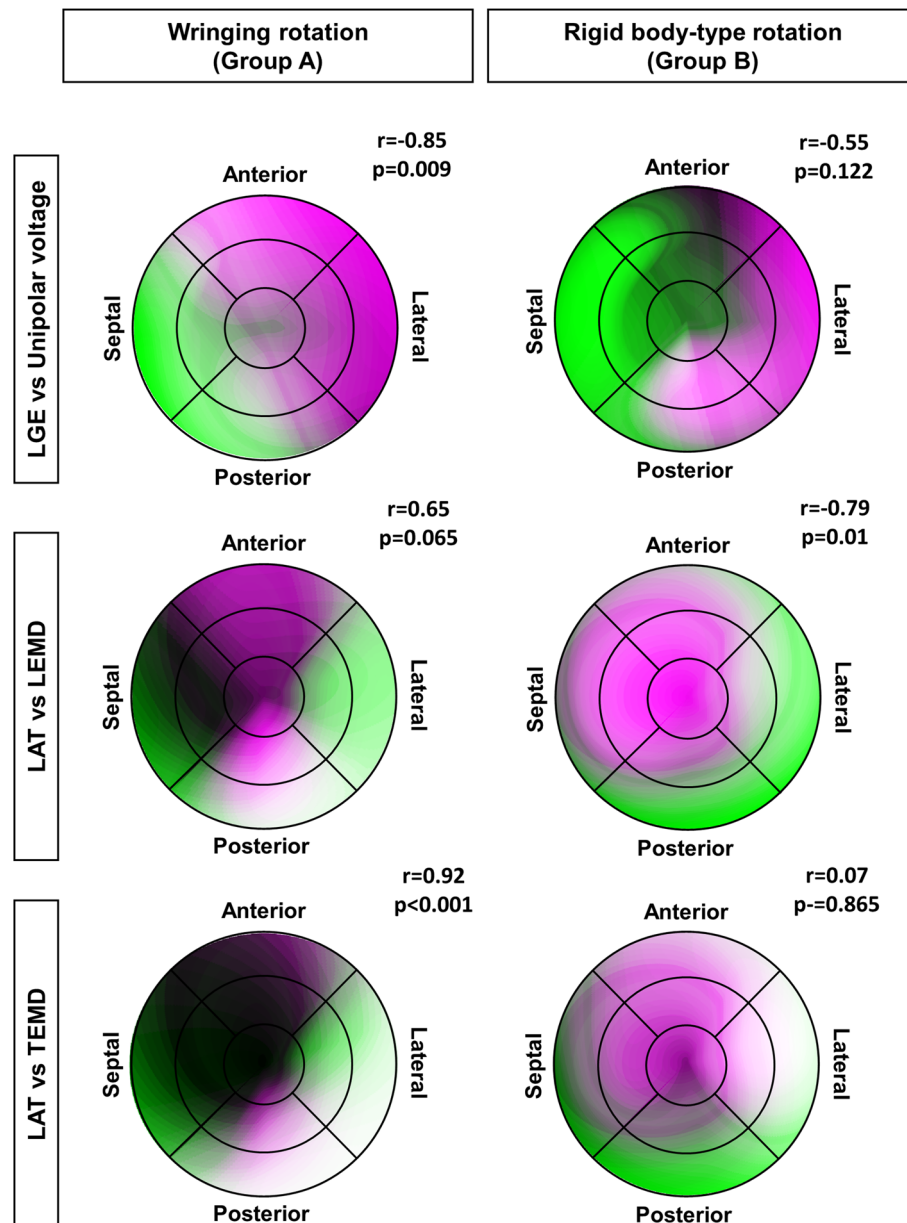 Wringing rotation
(Group A)
Rigid body-type rotation
(Group B)
LGE vs Unipolar voltage
r=-0.85
p=0.009
Anterior
Septal
Lateral
Posterior
r=-0.55
p=0.122
Anterior
Septal
Lateral
Posterior
LAT vs LEMD
r=0.65
p=0.065
Anterior
Septal
Lateral
Posterior
r=-0.79
p=0.01
Anterior
Septal
Lateral
Posterior
LAT vs TEMD
r=0.92
p<0.001
Anterior
Septal
Lateral
Posterior
r=0.07
p-=0.865
Anterior
Septal
Lateral
Posterior